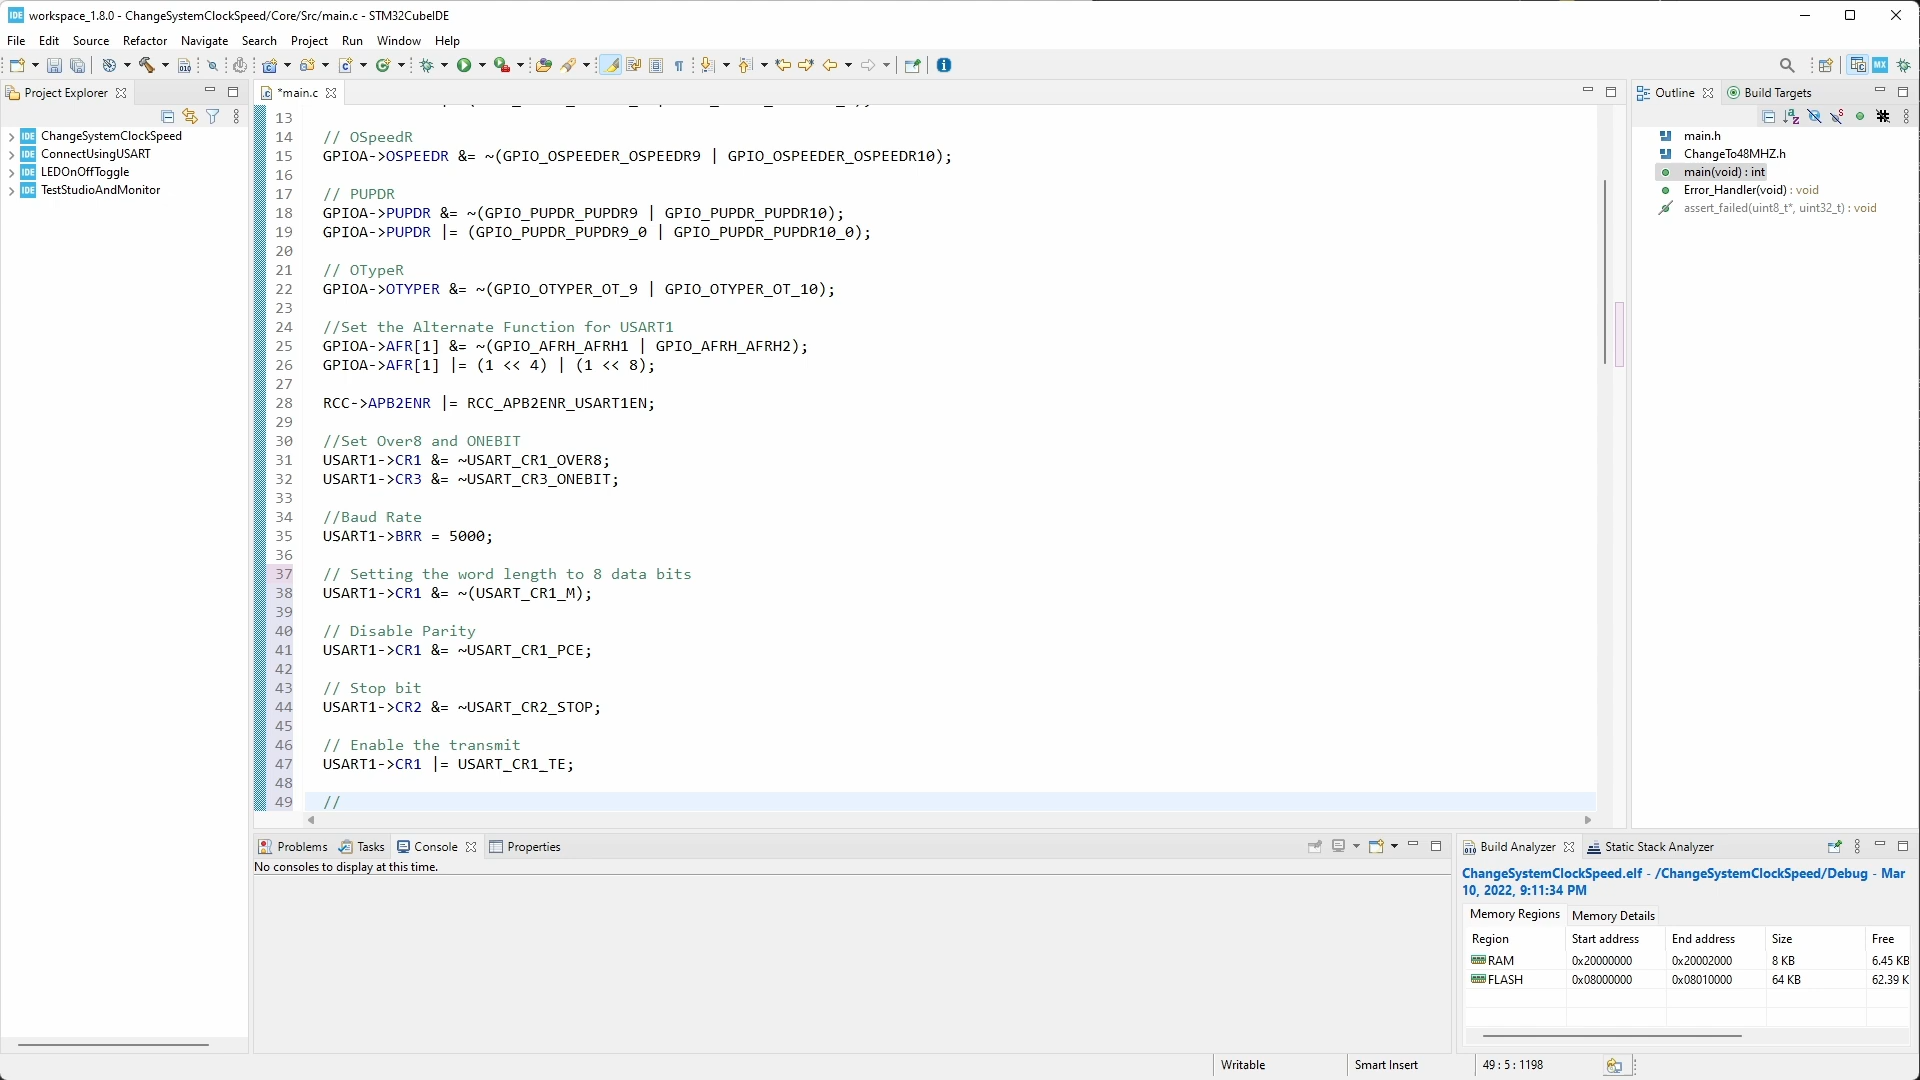 workspace_1.8.0 - ChangeSystemClockSpeed/Core/Src/main.c - STM32CubeIDE
File Edit Source Refactor Navigate Search Project Run Window Help
Project Explorer
ChangeSystemClockSpeed
ConnectUsingUSART
LEDOnOffToggle
TestStudioAndMonitor
*main.c
13
14 // OSpeedR
15 GPIOA->OSPEEDR &= ~(GPIO_OSPEEDER_OSPEEDR9 | GPIO_OSPEEDER_OSPEEDR10);
16
17 // PUPDR
18 GPIOA->PUPDR &= ~(GPIO_PUPDR_PUPDR9 | GPIO_PUPDR_PUPDR10);
19 GPIOA->PUPDR |= (GPIO_PUPDR_PUPDR9_0 | GPIO_PUPDR_PUPDR10_0);
20
21 // OTypeR
22 GPIOA->OTYPER &= ~(GPIO_OTYPER_OT_9 | GPIO_OTYPER_OT_10);
23
24 //Set the Alternate Function for USART1
25 GPIOA->AFR[1] &= ~(GPIO_AFRH_AFRH1 | GPIO_AFRH_AFRH2);
26 GPIOA->AFR[1] |= (1 << 4) | (1 << 8);
27
28 RCC->APB2ENR |= RCC_APB2ENR_USART1EN;
29
30 //Set Over8 and ONEBIT
31 USART1->CR1 &= ~USART_CR1_OVER8;
32 USART1->CR3 &= ~USART_CR3_ONEBIT;
33
34 //Baud Rate
35 USART1->BRR = 5000;
36
37 // Setting the word length to 8 data bits
38 USART1->CR1 &= ~(USART_CR1_M);
39
40 // Disable Parity
41 USART1->CR1 &= ~USART_CR1_PCE;
42
43 // Stop bit
44 USART1->CR2 &= ~USART_CR2_STOP;
45
46 // Enable the transmit
47 USART1->CR1 |= USART_CR1_TE;
48
49 //
Outline Build Targets
main.h
ChangeTo48MHZ.h
main(void) : int
Error_Handler(void) : void
assert_failed(uint8_t*, uint32_t) : void
Problems Tasks Console Properties
No consoles to display at this time.
Build Analyzer Static Stack Analyzer
ChangeSystemClockSpeed.elf - /ChangeSystemClockSpeed/Debug - Mar
10, 2022, 9:11:34 PM
Memory Regions Memory Details
Region Start address End address Size Free
RAM 0x20000000 0x20002000 8 KB 6.45 KB
FLASH 0x08000000 0x08010000 64 KB 62.39 K
Writable Smart Insert 49 : 5 : 1198